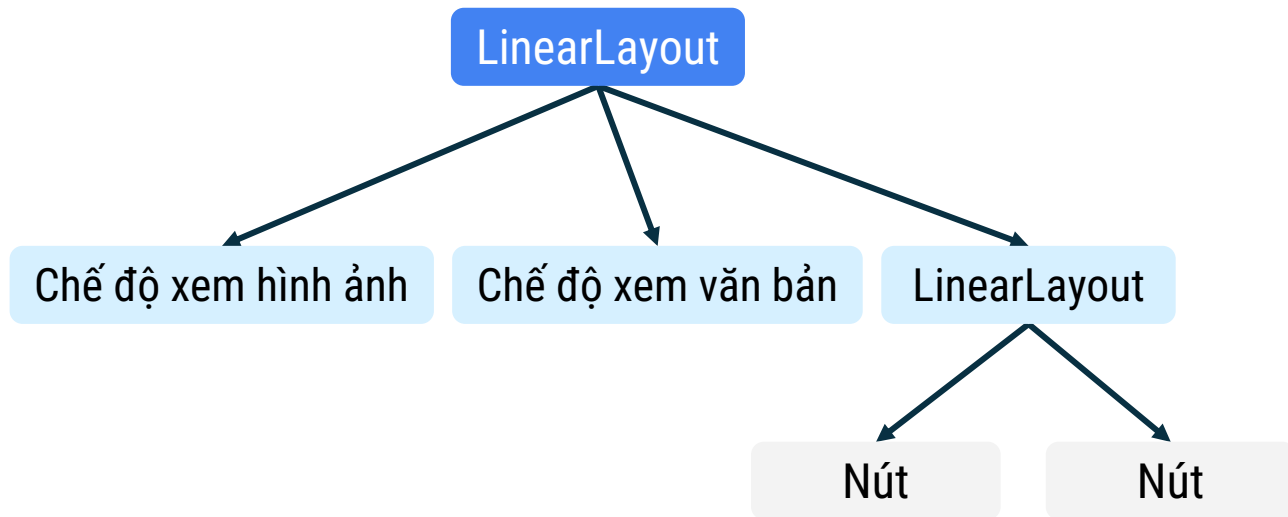 LinearLayout
Chế độ xem hình ảnh
Chế độ xem văn bản
LinearLayout
Nút
Nút